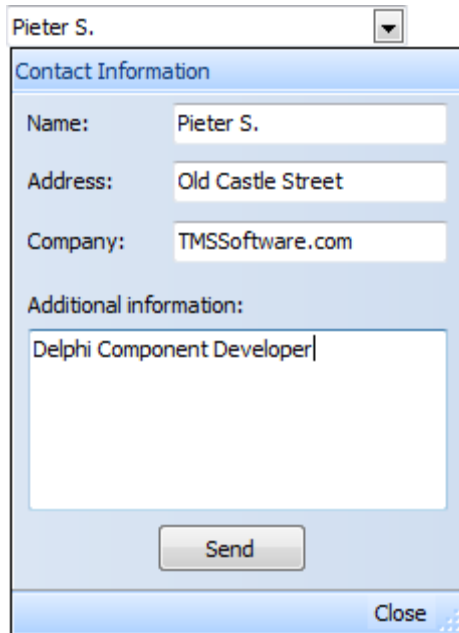 Pieter S.
Contact Information
Name: Pieter S.
Address: Old Castle Street
Company: TMSSoftware.com
Additional information:
Delphi Component Developer
Send
Close